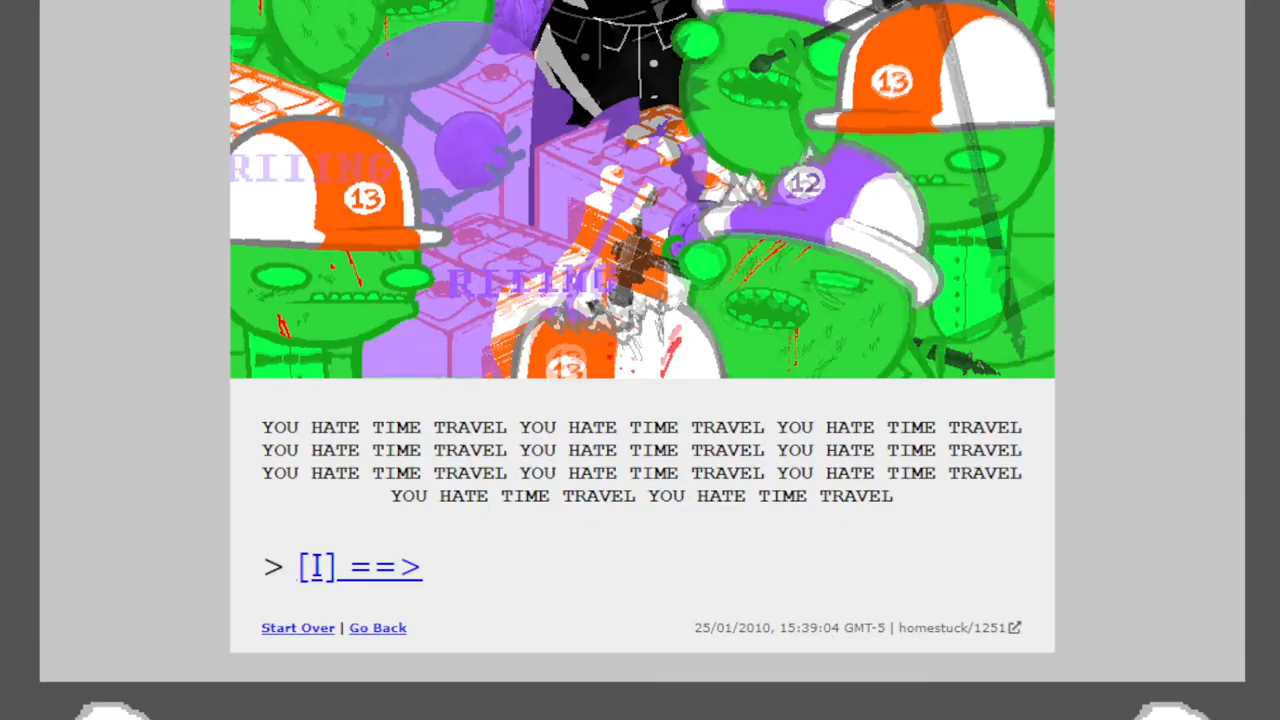 13
13
RIIING
12
RIIING
13
YOU HATE TIME TRAVEL YOU HATE TIME TRAVEL YOU HATE TIME TRAVEL
YOU HATE TIME TRAVEL YOU HATE TIME TRAVEL YOU HATE TIME TRAVEL
YOU HATE TIME TRAVEL YOU HATE TIME TRAVEL YOU HATE TIME TRAVEL
YOU HATE TIME TRAVEL YOU HATE TIME TRAVEL
> [I] ==>
Start Over | Go Back 25/01/2010, 15:39:04 GMT-5 | homestuck/1251